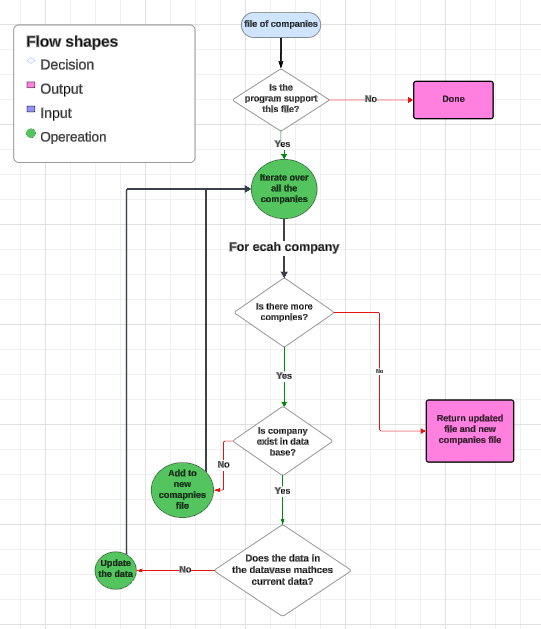 file of companies
Flow shapes
Decision
Output
Input
Opereation
Is the
program support
this file?
No
Done
Yes
Iterate over
all the
companies
For ecah company
Is there more
compnies?
No
Yes
Return updated
file and new
companies file
Is company
exist in data
base?
No
Add to
new
comapnies
file
Yes
Does the data in
the datavase mathces
current data?
No
Update
the data